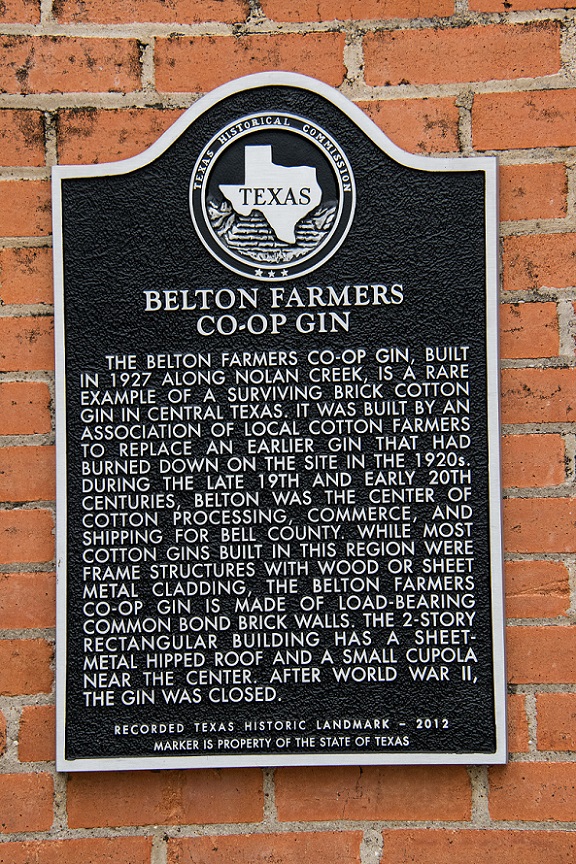 TEXAS HISTORICAL COMMISSION
TEXAS
BELTON FARMERS
CO-OP GIN
THE BELTON FARMERS CO-OP GIN, BUILT
IN 1927 ALONG NOLAN CREEK, IS A RARE
EXAMPLE OF A SURVIVING BRICK COTTON
GIN IN CENTRAL TEXAS. IT WAS BUILT BY AN
ASSOCIATION OF LOCAL COTTON FARMERS
TO REPLACE AN EARLIER GIN THAT HAD
BURNED DOWN ON THE SITE IN THE 1920s.
DURING THE LATE 19TH AND EARLY 20TH
CENTURIES, BELTON WAS THE CENTER OF
COTTON PROCESSING, COMMERCE, AND
SHIPPING FOR BELL COUNTY. WHILE MOST
COTTON GINS BUILT IN THIS REGION WERE
FRAME STRUCTURES WITH WOOD OR SHEET
METAL CLADDING, THE BELTON FARMERS
CO-OP GIN IS MADE OF LOAD-BEARING
COMMON BOND BRICK WALLS. THE 2-STORY
RECTANGULAR BUILDING HAS A SHEET-
METAL HIPPED ROOF AND A SMALL CUPOLA
NEAR THE CENTER. AFTER WORLD WAR II,
THE GIN WAS CLOSED.
RECORDED TEXAS HISTORIC LANDMARK – 2012
MARKER IS PROPERTY OF THE STATE OF TEXAS